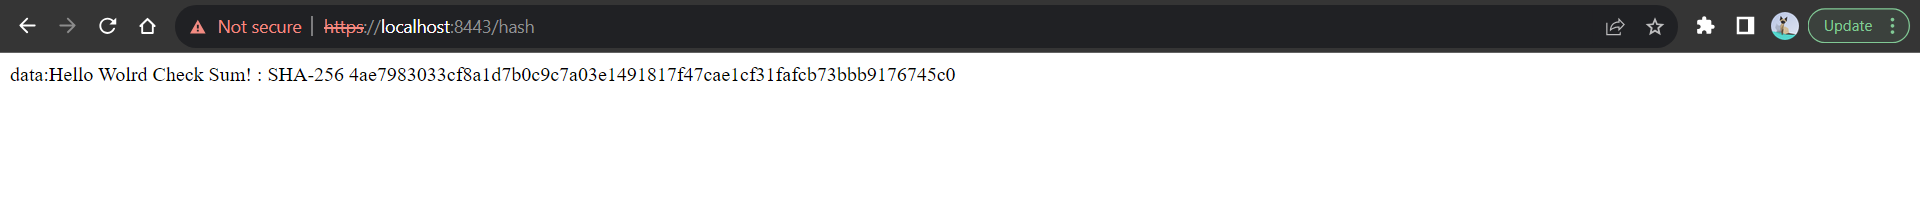 Not secure | https://localhost:8443/hash Update
data:Hello Wolrd Check Sum! : SHA-256 4ae7983033cf8a1d7b0c9c7a03e1491817f47cae1cf31fafcb73bbb9176745c0